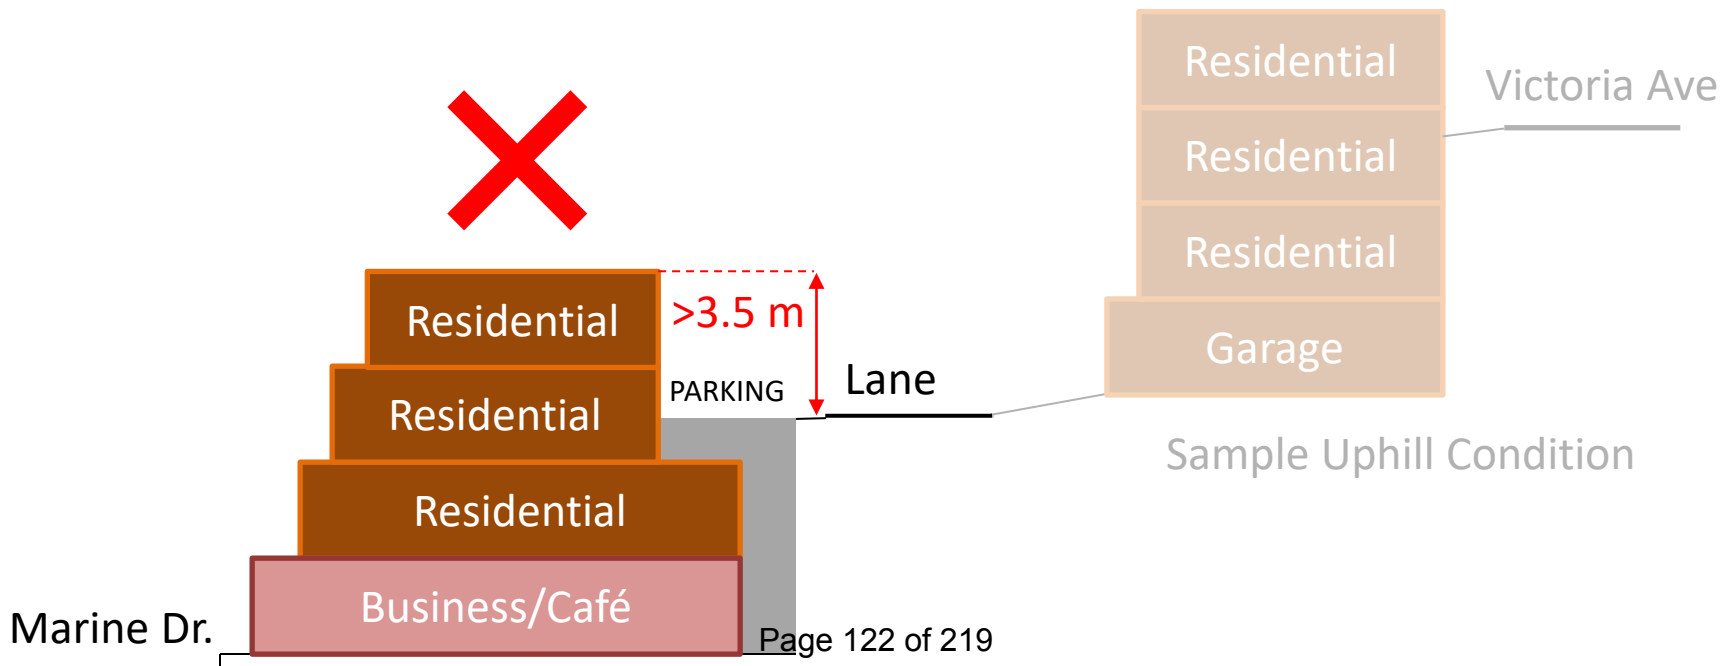 Residential
Victoria Ave
Residential
Residential
Garage
Sample Uphill Condition
Residential
>3.5 m
PARKING
Lane
Residential
Residential
Business/Café
Marine Dr.
Page 122 of 219